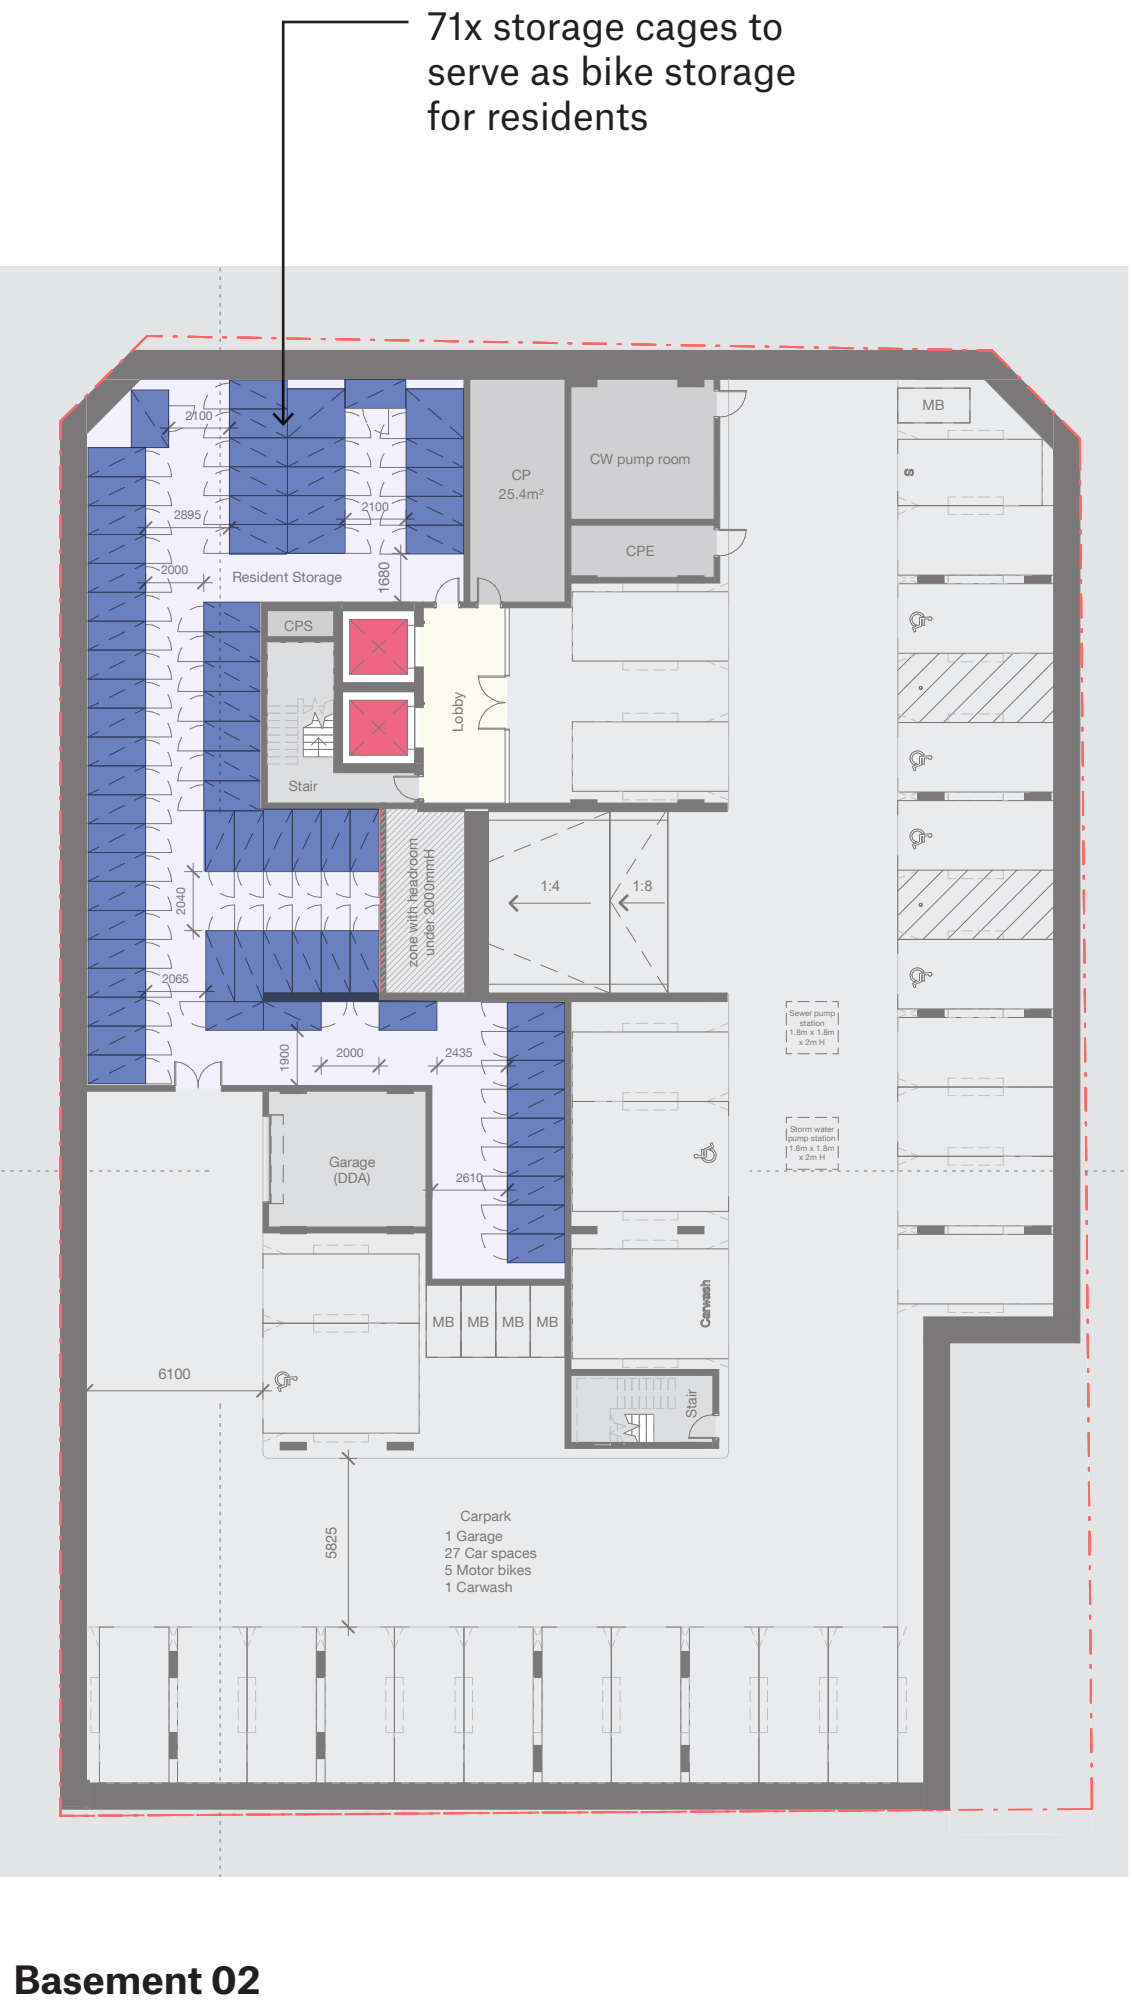 71x storage cages to
serve as bike storage
for residents
MB
2100
CW pump room
CP
25.4m²
S
2895
2100
CPE
2000
Resident Storage
1680
CPS
Lobby
Stair
zone with headroom
under 2000mmH
1:4
1:8
2040
2065
Sewer pump
station
1.8m x 1.8m
x 2m H
1900
2000
2435
Storm water
pump station
1.8m x 1.8m
x 2m H
Garage
(DDA)
2610
Carwash
MB
MB
MB
MB
6100
Stair
5825
Carpark
1 Garage
27 Car spaces
5 Motor bikes
1 Carwash
Basement 02